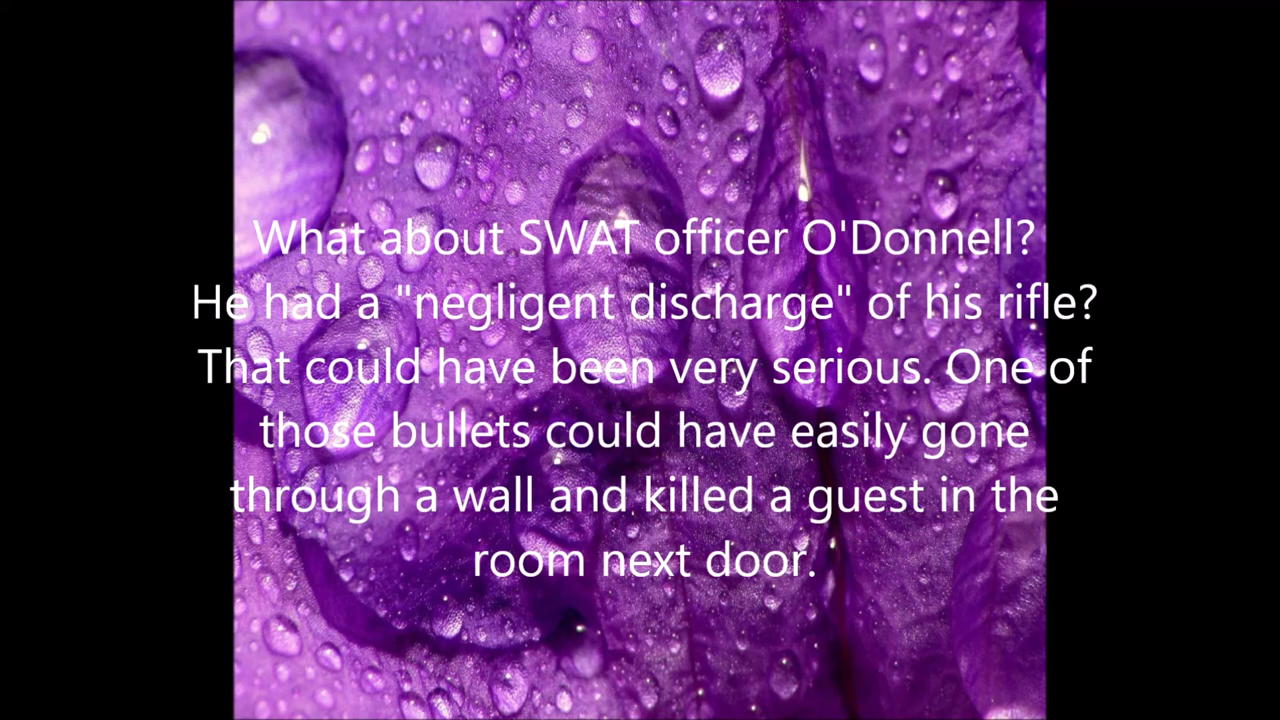 What about SWAT officer O'Donnell?
He had a "negligent discharge" of his rifle?
That could have been very serious. One of
those bullets could have easily gone
through a wall and killed a guest in the
room next door.